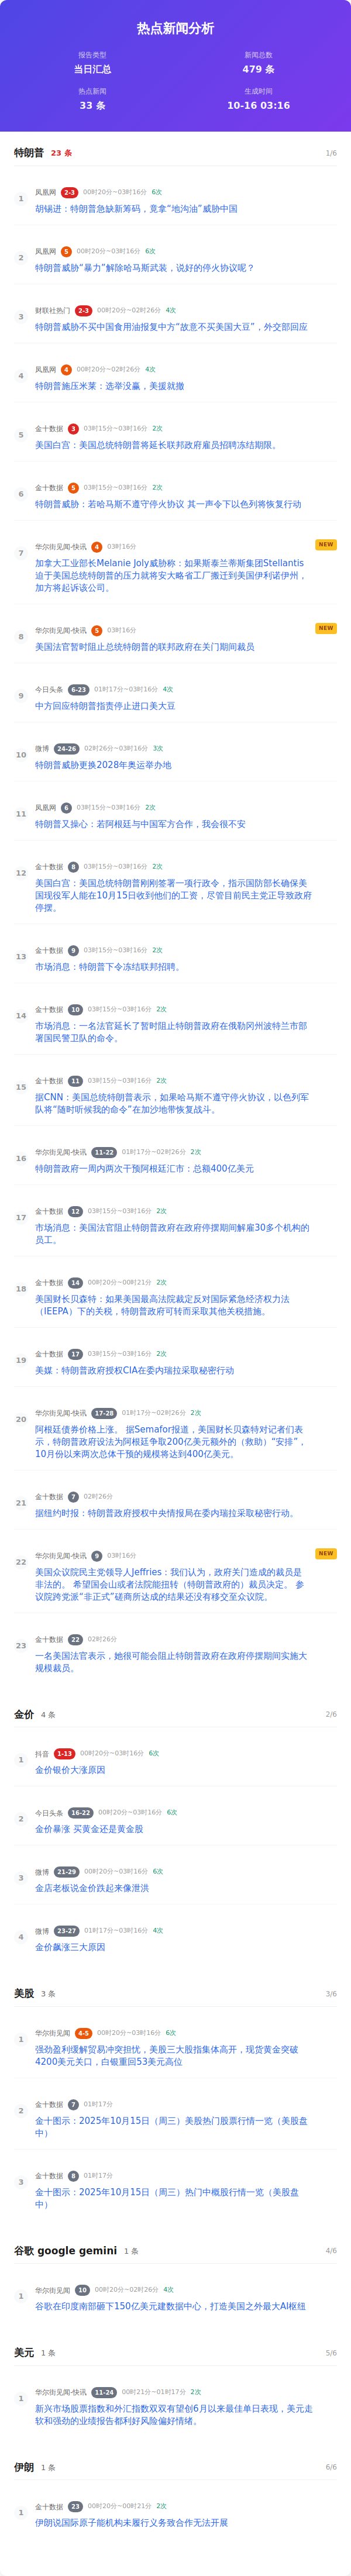 热点新闻分析
报告类型
当日汇总
新闻总数
479 条
热点新闻
33 条
生成时间
10-16 03:16
特朗普 23 条 1/6
1
凤凰网 2-3 00时20分~03时16分 6次
胡锡进：特朗普急缺新筹码，竟拿“地沟油”威胁中国
2
凤凰网 5 00时20分~03时16分 6次
特朗普威胁“暴力”解除哈马斯武装，说好的停火协议呢？
3
财联社热门 2-3 00时20分~02时26分 4次
特朗普威胁不买中国食用油报复中方“故意不买美国大豆”，外交部回应
4
凤凰网 4 00时20分~02时26分 4次
特朗普施压米莱：选举没赢，美援就撤
5
金十数据 3 03时15分~03时16分 2次
美国白宫：美国总统特朗普将延长联邦政府雇员招聘冻结期限。
6
金十数据 5 03时15分~03时16分 2次
特朗普威胁：若哈马斯不遵守停火协议 其一声令下以色列将恢复行动
7
华尔街见闻-快讯 4 03时16分 NEW
加拿大工业部长Melanie Joly威胁称：如果斯泰兰蒂斯集团Stellantis
迫于美国总统特朗普的压力就将安大略省工厂搬迁到美国伊利诺伊州，
加方将起诉该公司。
8
华尔街见闻-快讯 5 03时16分 NEW
美国法官暂时阻止总统特朗普的联邦政府在关门期间裁员
9
今日头条 6-23 01时17分~03时16分 4次
中方回应特朗普指责停止进口美大豆
10
微博 24-26 02时26分~03时16分 3次
特朗普威胁更换2028年奥运举办地
11
凤凰网 6 03时15分~03时16分 2次
特朗普又操心：若阿根廷与中国军方合作，我会很不安
12
金十数据 8 03时15分~03时16分 2次
美国白宫：美国总统特朗普刚刚签署一项行政令，指示国防部长确保美
国现役军人能在10月15日收到他们的工资，尽管目前民主党正导致政府
停摆。
13
金十数据 9 03时15分~03时16分 2次
市场消息：特朗普下令冻结联邦招聘。
14
金十数据 10 03时15分~03时16分 2次
市场消息：一名法官延长了暂时阻止特朗普政府在俄勒冈州波特兰市部
署国民警卫队的命令。
15
金十数据 11 03时15分~03时16分 2次
据CNN：美国总统特朗普表示，如果哈马斯不遵守停火协议，以色列军
队将“随时听候我的命令”在加沙地带恢复战斗。
16
华尔街见闻-快讯 11-22 01时17分~02时26分 2次
特朗普政府一周内两次干预阿根廷汇市：总额400亿美元
17
金十数据 12 03时15分~03时16分 2次
市场消息：美国法官阻止特朗普政府在政府停摆期间解雇30多个机构的
员工。
18
金十数据 14 00时20分~00时21分 2次
美国财长贝森特：如果美国最高法院裁定反对国际紧急经济权力法
（IEEPA）下的关税，特朗普政府可转而采取其他关税措施。
19
金十数据 17 03时15分~03时16分 2次
美媒：特朗普政府授权CIA在委内瑞拉采取秘密行动
20
华尔街见闻-快讯 17-28 01时17分~02时26分 2次
阿根廷债券价格上涨。 据Semafor报道，美国财长贝森特对记者们表
示，特朗普政府设法为阿根廷争取200亿美元额外的（救助）“安排”，
10月份以来两次总体干预的规模将达到400亿美元。
21
金十数据 7 02时26分
据纽约时报：特朗普政府授权中央情报局在委内瑞拉采取秘密行动。
22
华尔街见闻-快讯 9 03时16分 NEW
美国众议院民主党领导人Jeffries：我们认为，政府关门造成的裁员是
非法的。 希望国会山或者法院能扭转（特朗普政府的）裁员决定。 参
议院跨党派“非正式”磋商所达成的结果还没有移交至众议院。
23
金十数据 22 02时26分
一名美国法官表示，她很可能会阻止特朗普政府在政府停摆期间实施大
规模裁员。
金价 4 条 2/6
1
抖音 1-13 00时20分~03时16分 6次
金价银价大涨原因
2
今日头条 16-22 00时20分~03时16分 6次
金价暴涨 买黄金还是黄金股
3
微博 21-29 00时20分~03时16分 6次
金店老板说金价跌起来像泄洪
4
微博 23-27 01时17分~03时16分 4次
金价飙涨三大原因
美股 3 条 3/6
1
华尔街见闻 4-5 00时20分~03时16分 6次
强劲盈利缓解贸易冲突担忧，美股三大股指集体高开，现货黄金突破
4200美元关口，白银重回53美元高位
2
金十数据 7 01时17分
金十图示：2025年10月15日（周三）美股热门股票行情一览（美股盘
中）
3
金十数据 8 01时17分
金十图示：2025年10月15日（周三）热门中概股行情一览（美股盘
中）
谷歌 google gemini 1 条 4/6
1
华尔街见闻 10 00时20分~02时26分 4次
谷歌在印度南部砸下150亿美元建数据中心，打造美国之外最大AI枢纽
美元 1 条 5/6
1
华尔街见闻-快讯 11-24 00时21分~01时17分 2次
新兴市场股票指数和外汇指数双双有望创6月以来最佳单日表现，美元走
软和强劲的业绩报告都利好风险偏好情绪。
伊朗 1 条 6/6
1
金十数据 23 00时20分~00时21分 2次
伊朗说国际原子能机构未履行义务致合作无法开展